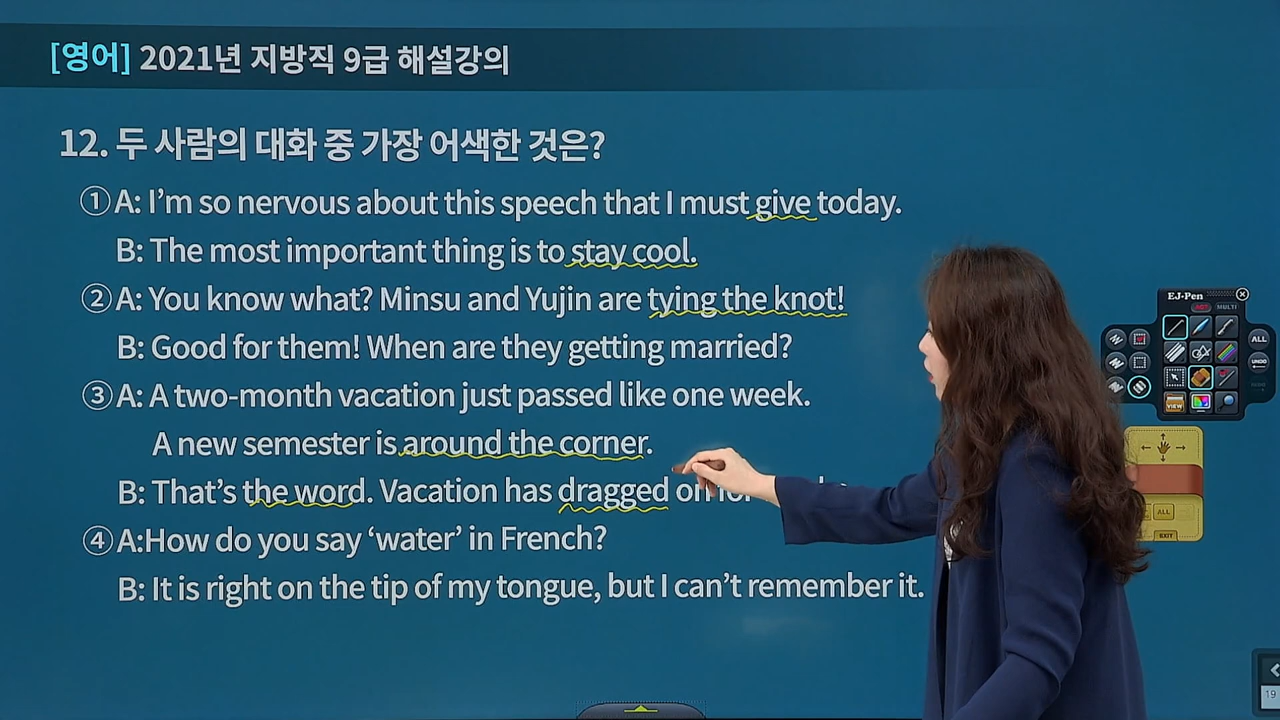 [영어] 2021년 지방직 9급 해설강의
12. 두 사람의 대화 중 가장 어색한 것은?
① A: I’m so nervous about this speech that I must give today.
B: The most important thing is to stay cool.
② A: You know what? Minsu and Yujin are tying the knot!
B: Good for them! When are they getting married?
③ A: A two-month vacation just passed like one week.
A new semester is around the corner.
B: That’s the word. Vacation has dragged on
④ A:How do you say ‘water’ in French?
B: It is right on the tip of my tongue, but I can’t remember it.
EJ-Pen
MULTI
ALL
UNDO
VIEW
ALL
EXIT
19